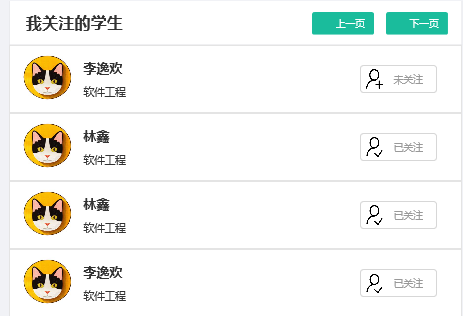 我关注的学生 上一页 下一页
李逸欢
软件工程
未关注
林鑫
软件工程
已关注
林鑫
软件工程
已关注
李逸欢
软件工程
已关注